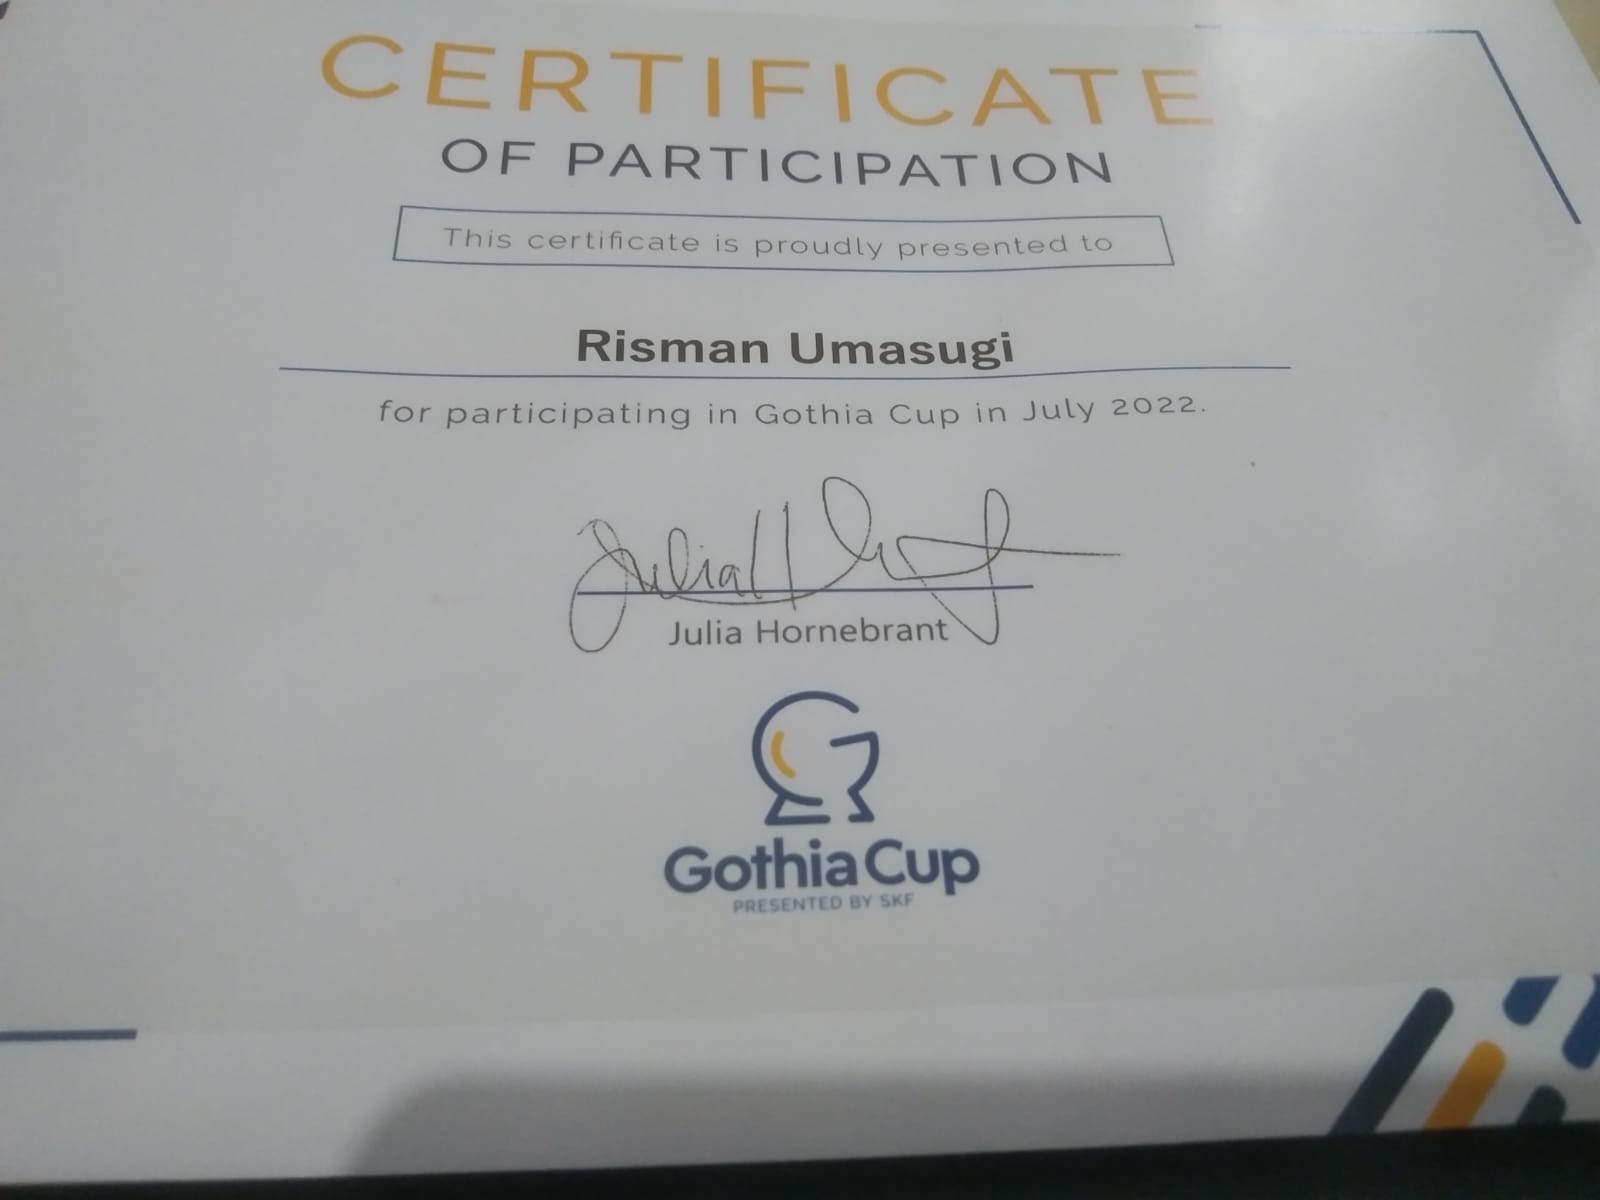 CERTIFICATE
OF PARTICIPATION
This certificate is proudly presented to
Risman Umasugi
for participating in Gothia Cup in July 2022.
Julia Hornebrant
Gothia Cup
PRESENTED BY SKF